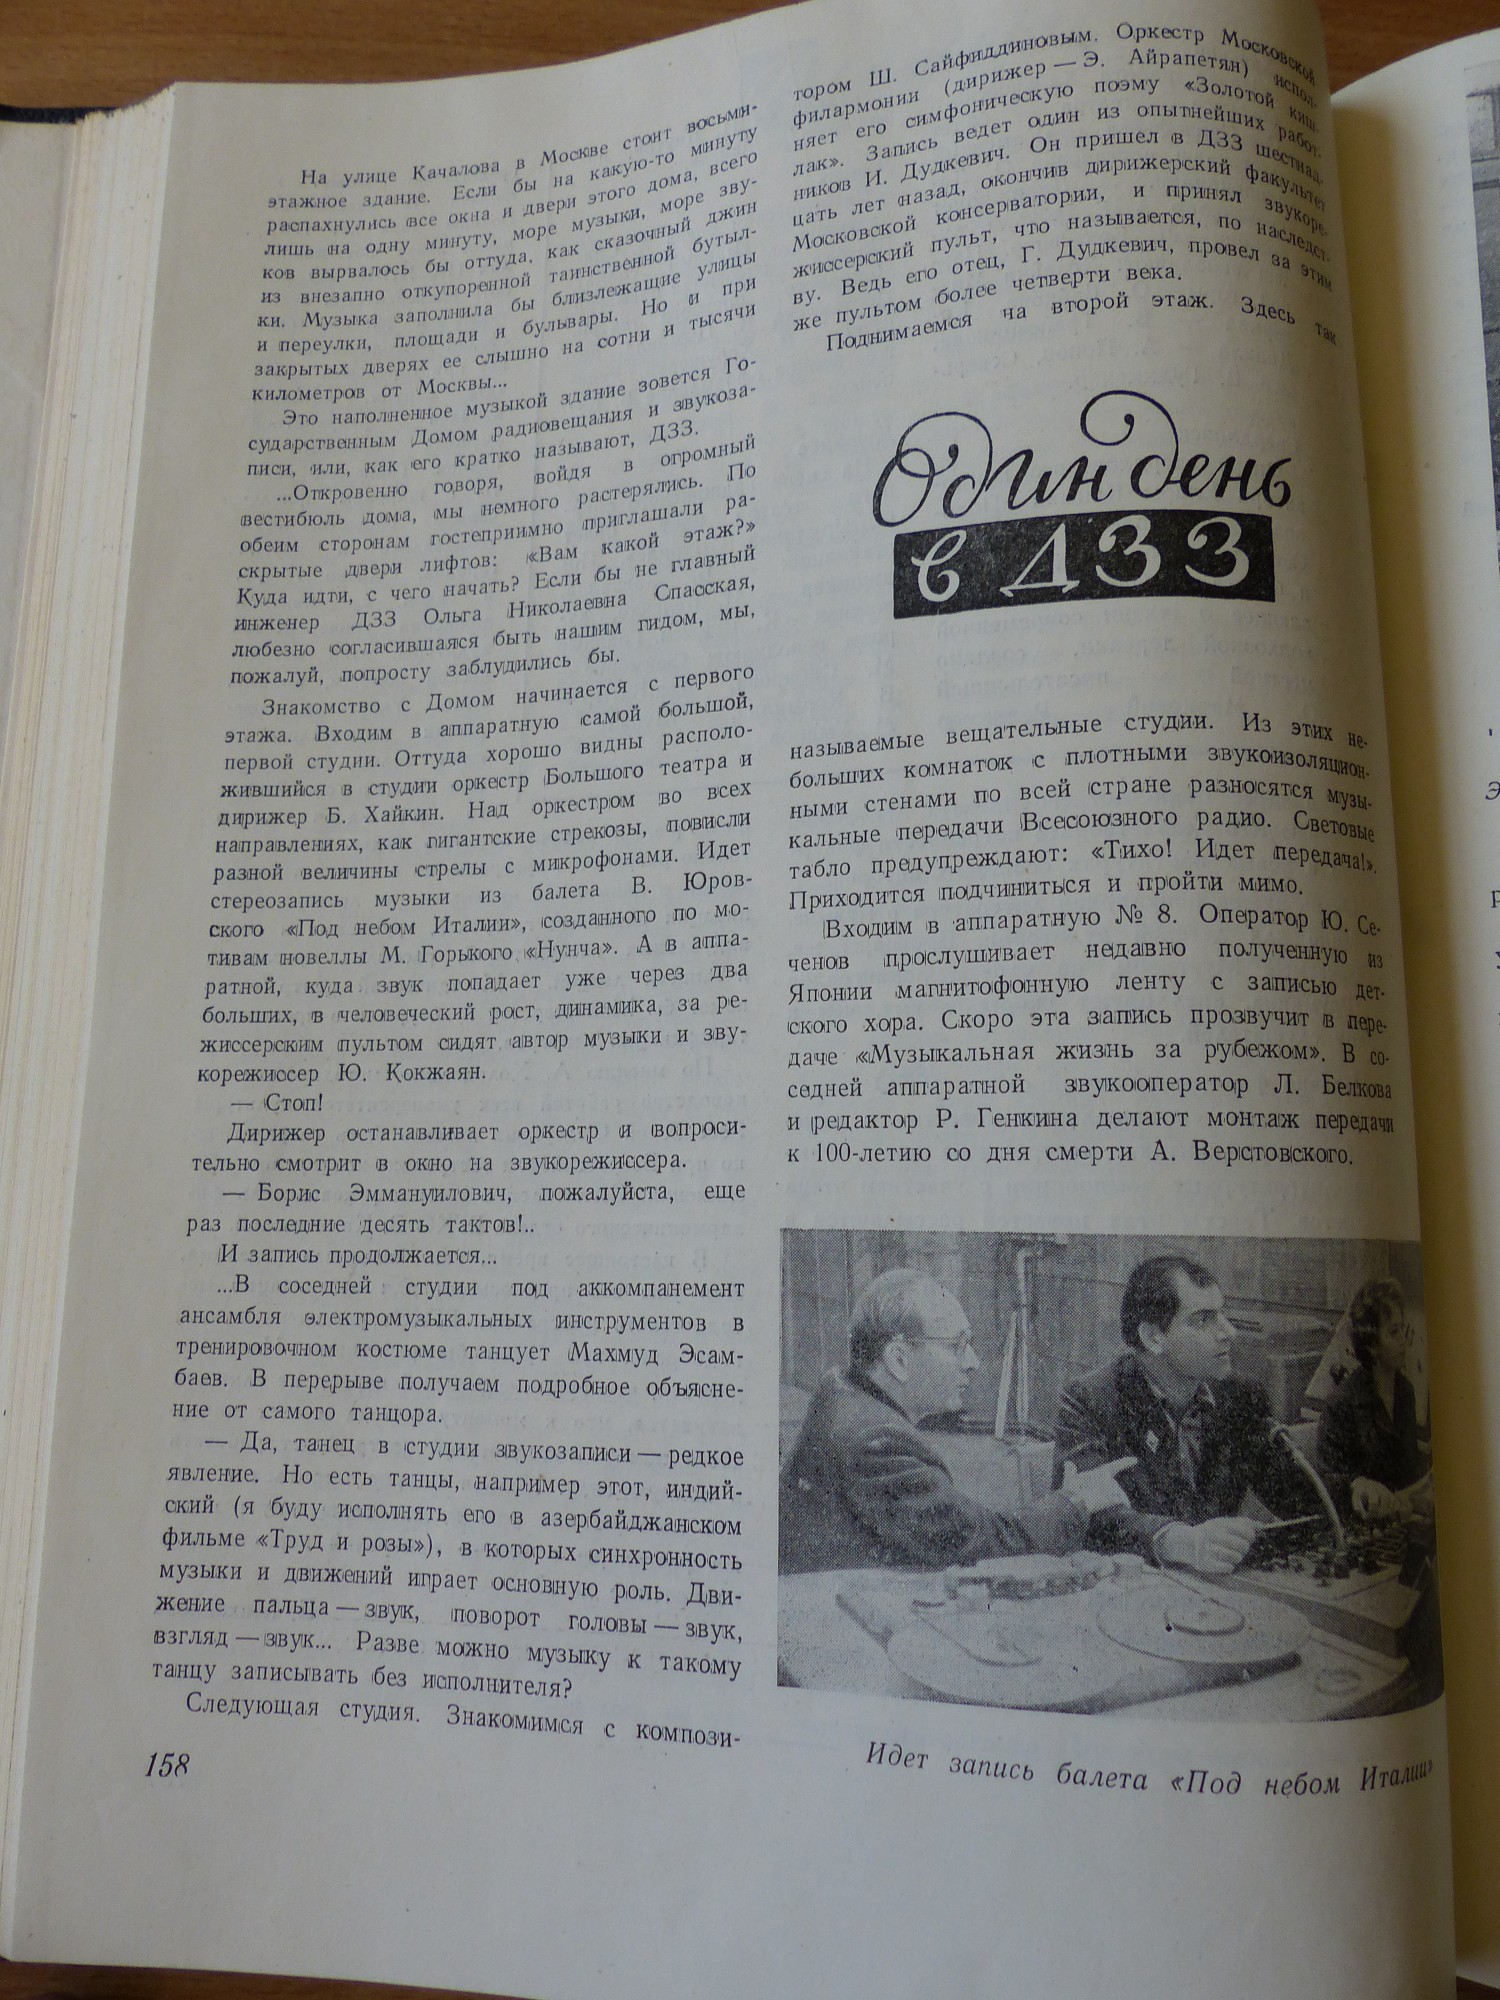 На улице Качалова в Москве стоит восьми-
этажное здание. Если бы на какую-то минуту
распахнулись все окна и двери этого дома, всего
лишь на одну минуту, море музыки, море зву-
ков вырвалось бы оттуда, как сказочный джин
из внезапно откупоренной таинственной бутыл-
ки. Музыка заполнила бы близлежащие улицы
и переулки, площади и бульвары. Но и при
закрытых дверях ее слышно на сотни и тысячи
километров от Москвы...
Это наполненное музыкой здание зовется Го-
сударственным Домом радиовещания и звукоза-
писи, или, как его кратко называют, ДЗЗ.
...Откровенно говоря, войдя в огромный
вестибюль дома, мы немного растерялись. По
обеим сторонам гостеприимно приглашали ра-
скрытые двери лифтов: «Вам какой этаж?»
Куда идти, с чего начать? Если бы не главный
инженер ДЗЗ Ольга Николаевна Спасская,
любезно согласившаяся быть нашим гидом, мы,
пожалуй, попросту заблудились бы.
Знакомство с Домом начинается с первого
этажа. Входим в аппаратную самой большой,
первой студии. Оттуда хорошо видны располо-
жившийся в студии оркестр Большого театра и
дирижер Б. Хайкин. Над оркестром во всех
направлениях, как гигантские стрекозы, повисли
разной величины стрелы с микрофонами. Идет
стереозапись музыки из балета В. Юров-
ского «Под небом Италии», созданного по мо-
тивам новеллы М. Горького «Нунча». А в аппа-
ратной, куда звук попадает уже через два
больших, в человеческий рост, динамика, за ре-
жиссерским пультом сидят автор музыки и зву-
корежиссер Ю. Кокжаян.
— Стоп!
Дирижер останавливает оркестр и вопроси-
тельно смотрит в окно на звукорежиссера.
— Борис Эммануилович, пожалуйста, еще
раз последние десять тактов!..
И запись продолжается...
...В соседней студии под аккомпанемент
ансамбля электромузыкальных инструментов в
тренировочном костюме танцует Махмуд Эсам-
баев. В перерыве получаем подробное объясне-
ние от самого танцора.
— Да, танец в студии звукозаписи — редкое
явление. Но есть танцы, например этот, индий-
ский (я буду исполнять его в азербайджанском
фильме «Труд и розы»), в которых синхронность
музыки и движений играет основную роль. Дви-
жение пальца — звук, поворот головы — звук,
взгляд — звук... Разве можно музыку к такому
танцу записывать без исполнителя?
Следующая студия. Знакомимся с компози-
158
тором Ш. Сайфиддиновым. Оркестр Московской
филармонии (дирижер — Э. Айрапетян) испол-
няет его симфоническую поэму «Золотой киш-
лак». Запись ведет один из опытнейших работ-
ников И. Дудкевич. Он пришел в ДЗЗ шестнад-
цать лет назад, окончив дирижерский факультет
Московской консерватории, и принял звукоре-
жиссерский пульт, что называется, по наследст-
ву. Ведь его отец, Г. Дудкевич, провел за этим
же пультом более четверти века.
Поднимаемся на второй этаж. Здесь так
Один день
в ДЗЗ
называемые вещательные студии. Из этих не-
больших комнаток с плотными звукоизоляцион-
ными стенами по всей стране разносятся музы-
кальные передачи Всесоюзного радио. Световые
табло предупреждают: «Тихо! Идет передача!».
Приходится подчиниться и пройти мимо.
Входим в аппаратную № 8. Оператор Ю. Се-
ченов прослушивает недавно полученную из
Японии магнитофонную ленту с записью дет-
ского хора. Скоро эта запись прозвучит в пере-
даче «Музыкальная жизнь за рубежом». В со-
седней аппаратной звукооператор Л. Белкова
и редактор Р. Генкина делают монтаж передачи
к 100-летию со дня смерти А. Верстовского.
Идет запись балета «Под небом Италии»